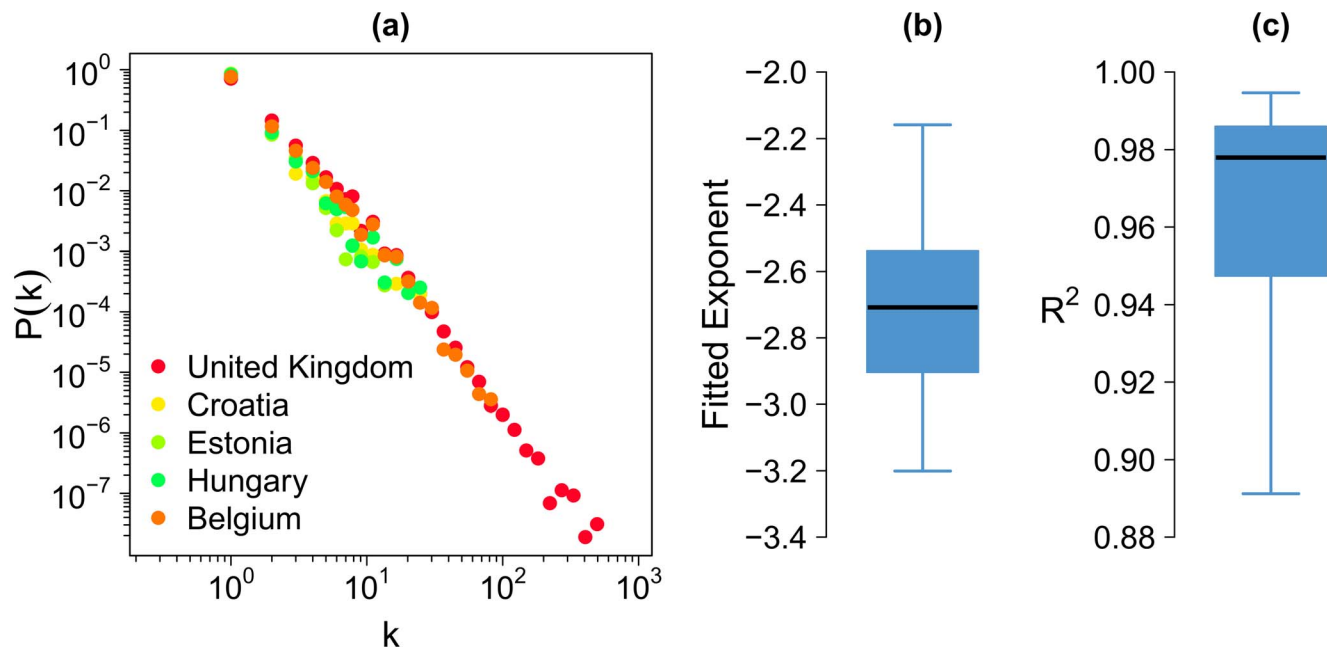 (a)
10^0
10^-1
10^-2
10^-3
10^-4
10^-5
10^-6
10^-7
P(k)
United Kingdom
Croatia
Estonia
Hungary
Belgium
10^0 10^1 10^2 10^3
k
(b)
−2.0
−2.2
−2.4
−2.6
−2.8
−3.0
−3.2
−3.4
Fitted Exponent
(c)
1.00
0.98
0.96
0.94
0.92
0.90
0.88
R^2